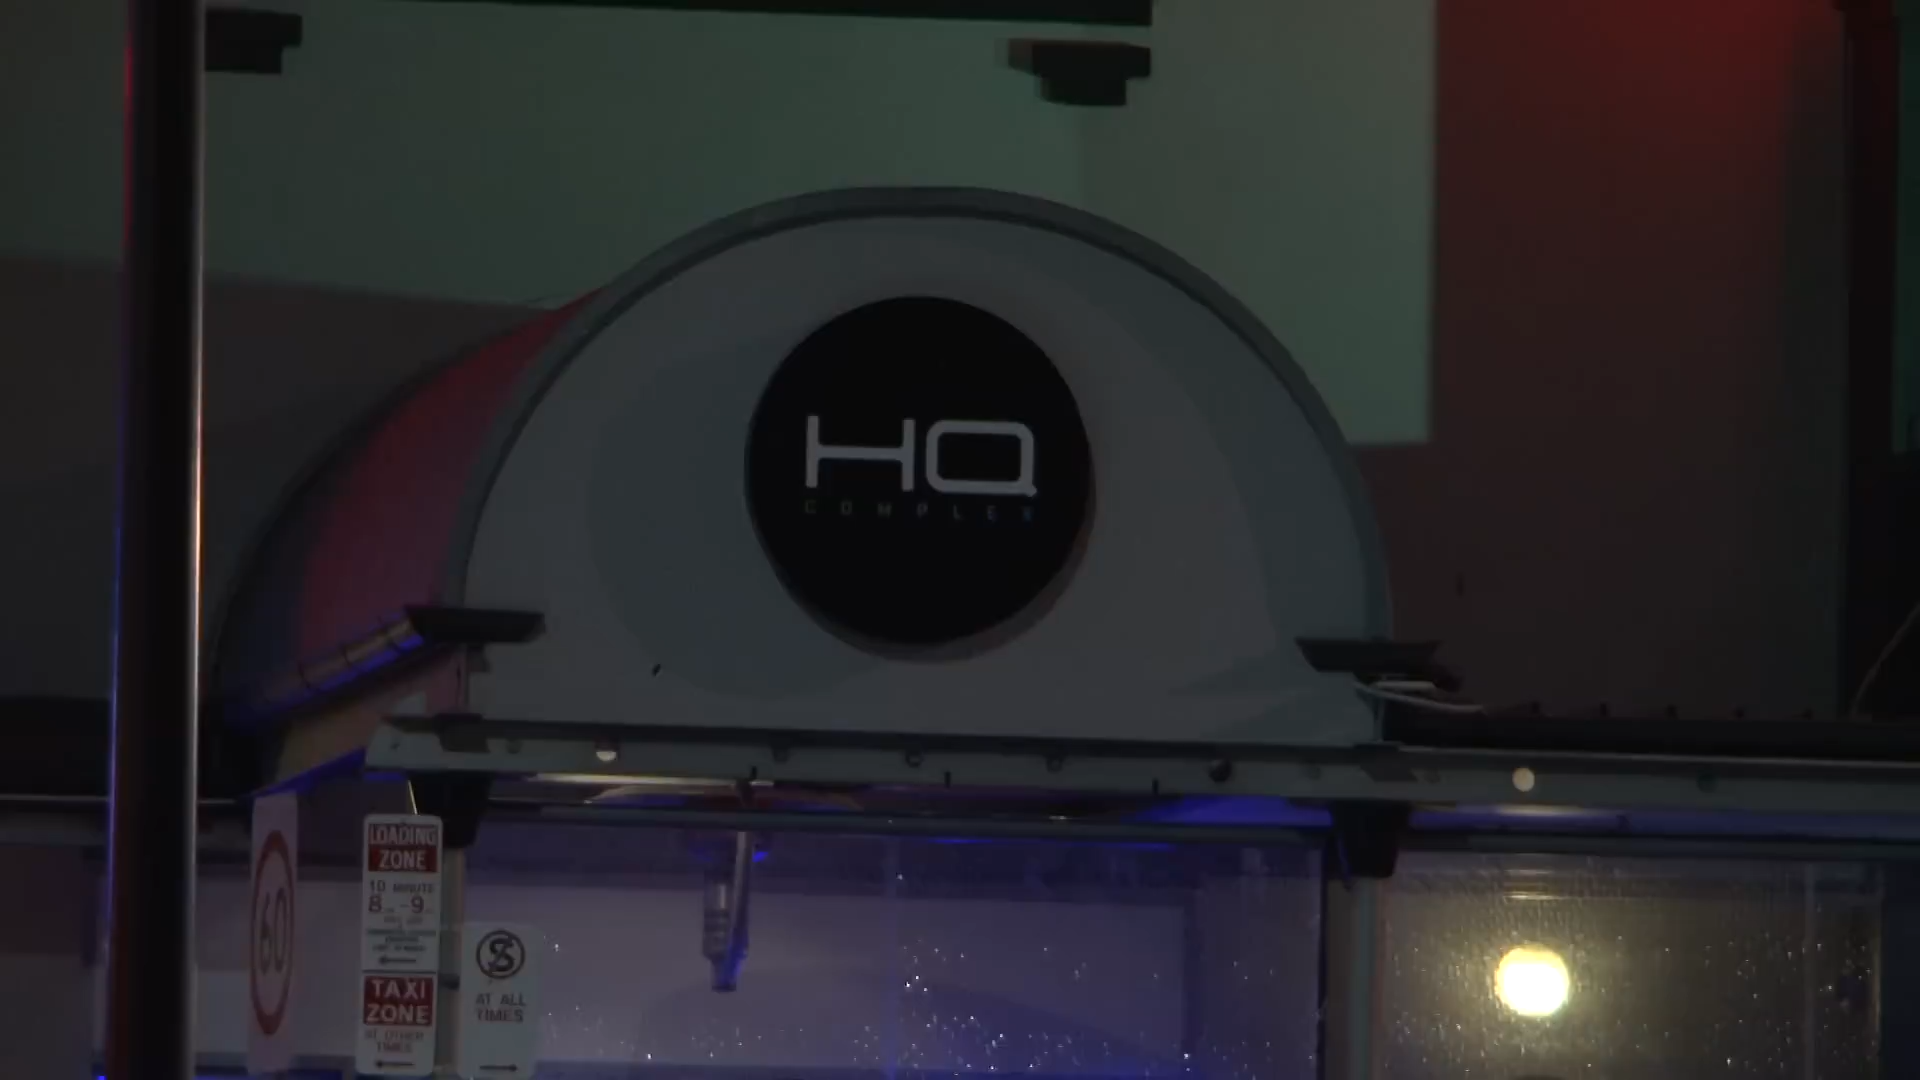 HQ
COMPLEX
60
LOADING
ZONE
10 MINUTE
8 - 9
TAXI
ZONE
AT OTHER
TIMES
S
AT ALL
TIMES